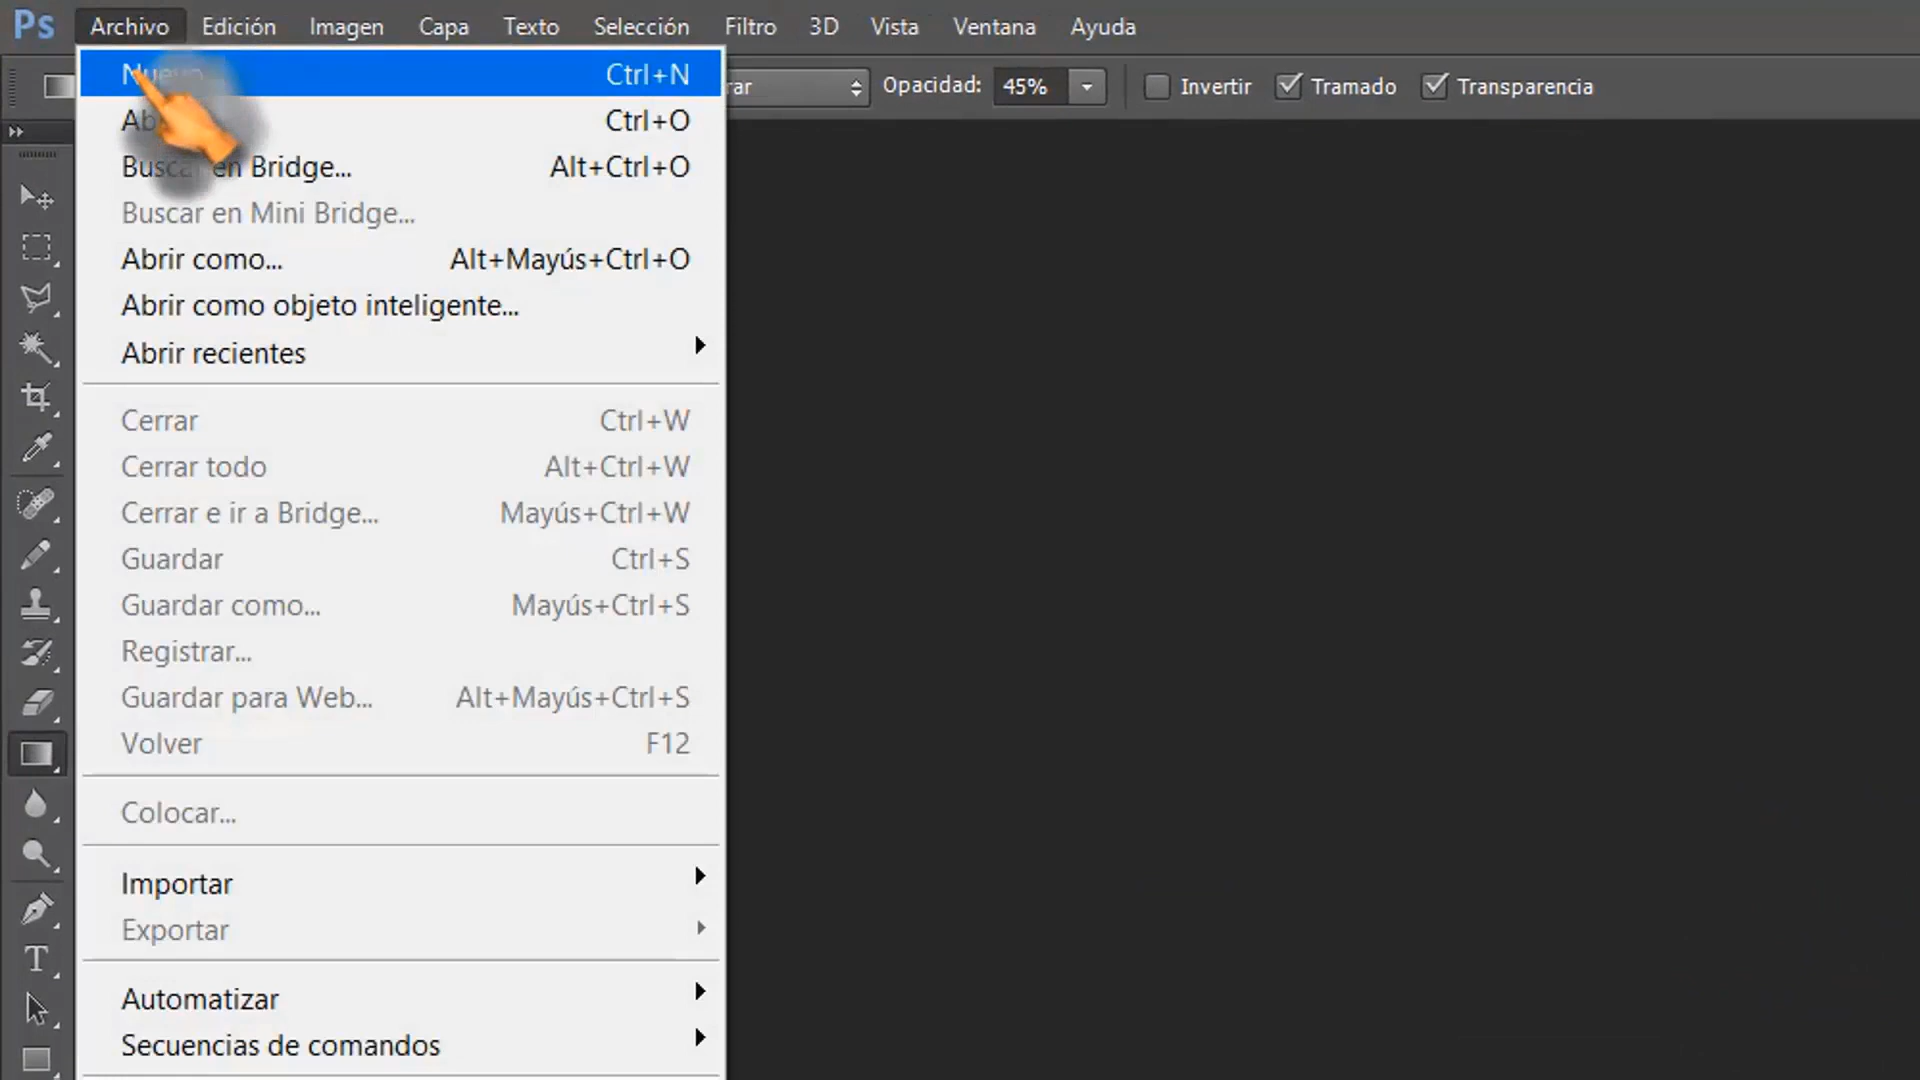 Ps Archivo Edición Imagen Capa Texto Selección Filtro 3D Vista Ventana Ayuda
Opacidad: 45% Invertir Tramado Transparencia
Ctrl+N
Ctrl+O
Buscar en Bridge... Alt+Ctrl+O
Buscar en Mini Bridge...
Abrir como... Alt+Mayús+Ctrl+O
Abrir como objeto inteligente...
Abrir recientes
Cerrar Ctrl+W
Cerrar todo Alt+Ctrl+W
Cerrar e ir a Bridge... Mayús+Ctrl+W
Guardar Ctrl+S
Guardar como... Mayús+Ctrl+S
Registrar...
Guardar para Web... Alt+Mayús+Ctrl+S
Volver F12
Colocar...
Importar
Exportar
Automatizar
Secuencias de comandos